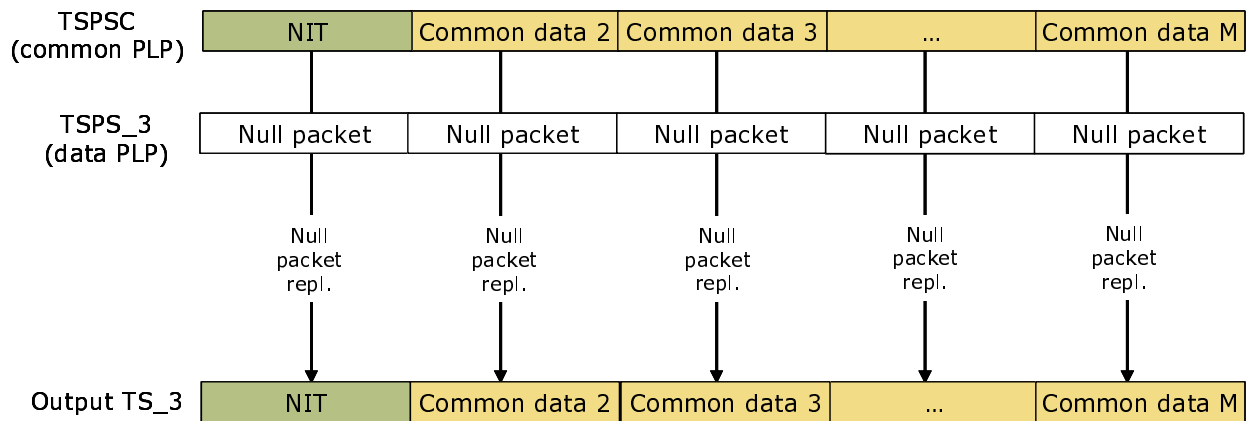 TSPSC
(common PLP)
NIT
Common data 2
Common data 3
...
Common data M
TSPS_3
(data PLP)
Null packet
Null packet
Null packet
Null packet
Null packet
Null
packet
repl.
Null
packet
repl.
Null
packet
repl.
Null
packet
repl.
Null
packet
repl.
Output TS_3
NIT
Common data 2
Common data 3
...
Common data M